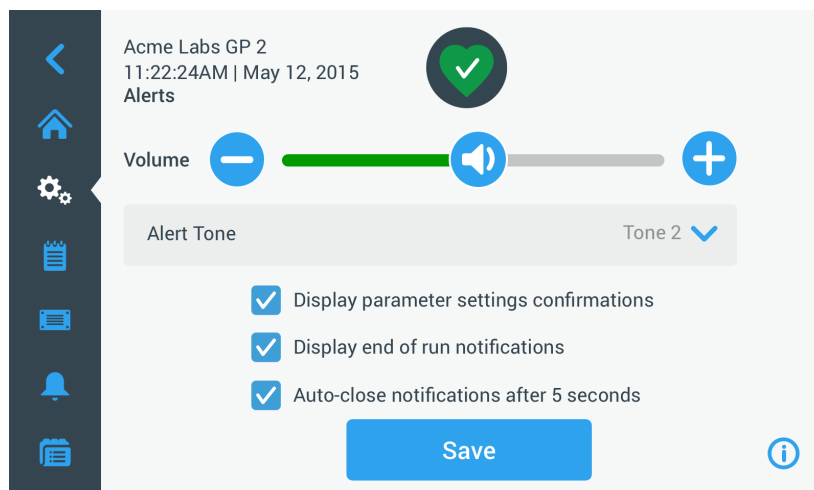 Acme Labs GP 2
11:22:24AM | May 12, 2015
Alerts
Volume
Alert Tone Tone 2
Display parameter settings confirmations
Display end of run notifications
Auto-close notifications after 5 seconds
Save